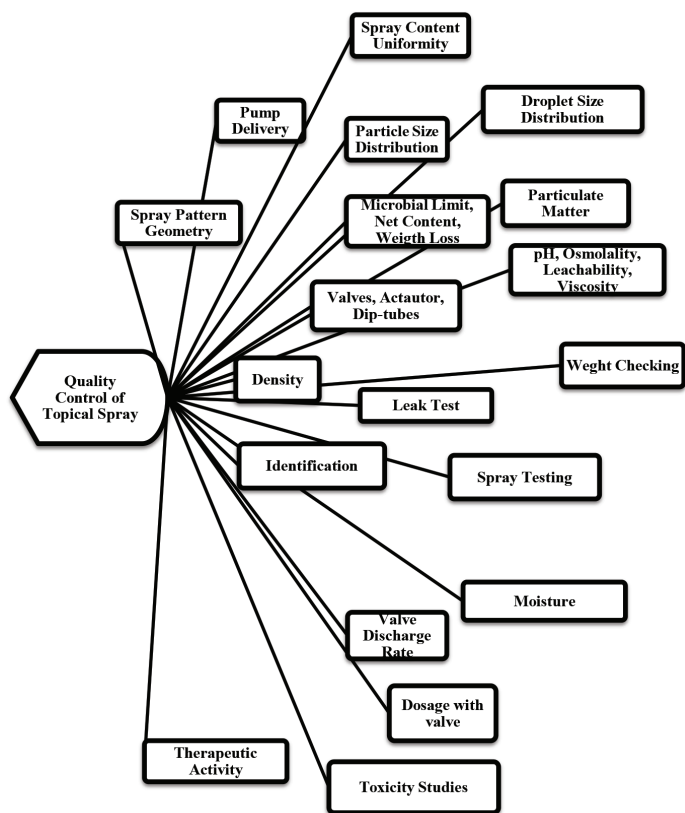 Spray Content
Uniformity
Pump
Delivery
Droplet Size
Distribution
Particle Size
Distribution
Spray Pattern
Geometry
Microbial Limit,
Net Content,
Weigth Loss
Particulate
Matter
pH, Osmolality,
Leachability,
Viscosity
Valves, Actautor,
Dip-tubes
Quality
Control of
Topical Spray
Density
Weght Checking
Leak Test
Identification
Spray Testing
Moisture
Valve
Discharge
Rate
Dosage with
valve
Therapeutic
Activity
Toxicity Studies